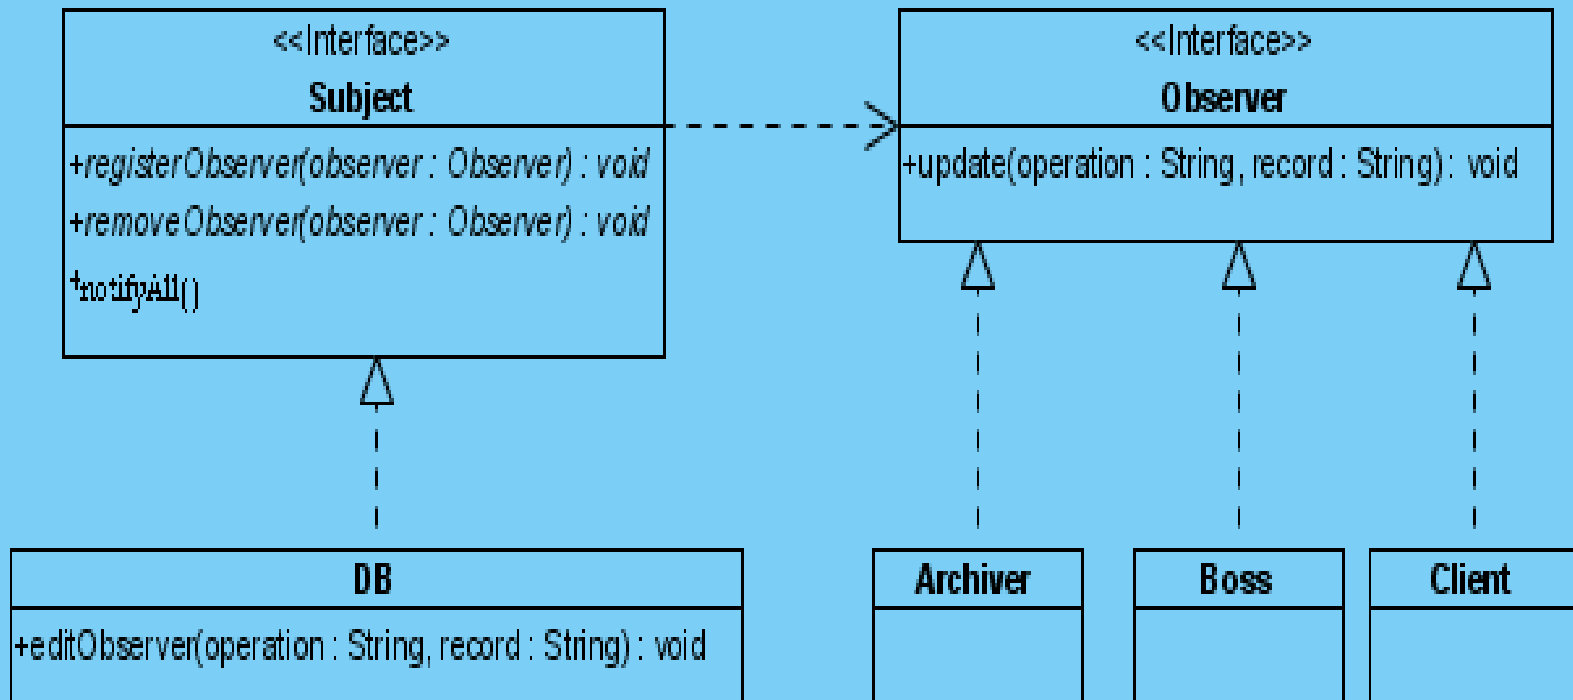 <<Interface>>
Subject
+registerObserver(observer : Observer) : void
+removeObserver(observer : Observer) : void
+notifyAll()
<<Interface>>
Observer
+update(operation : String, record : String) : void
DB
+editObserver(operation : String, record : String) : void
Archiver
Boss
Client